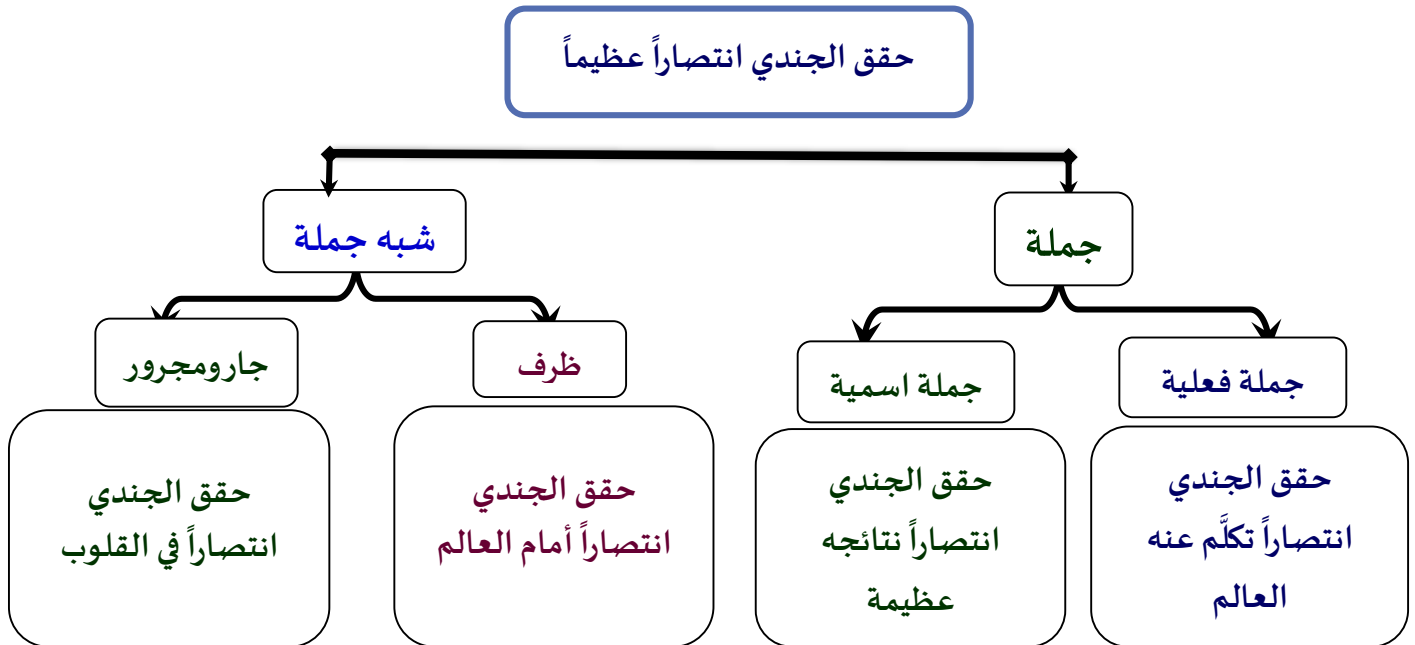 حقق الجندي انتصاراً عظيماً
جملة
شبه جملة
جملة فعلية
جملة اسمية
ظرف
جارومجرور
حقق الجندي
انتصاراً تكلَّم عنه
العالم
حقق الجندي
انتصاراً نتائجه
عظيمة
حقق الجندي
انتصاراً أمام العالم
حقق الجندي
انتصاراً في القلوب